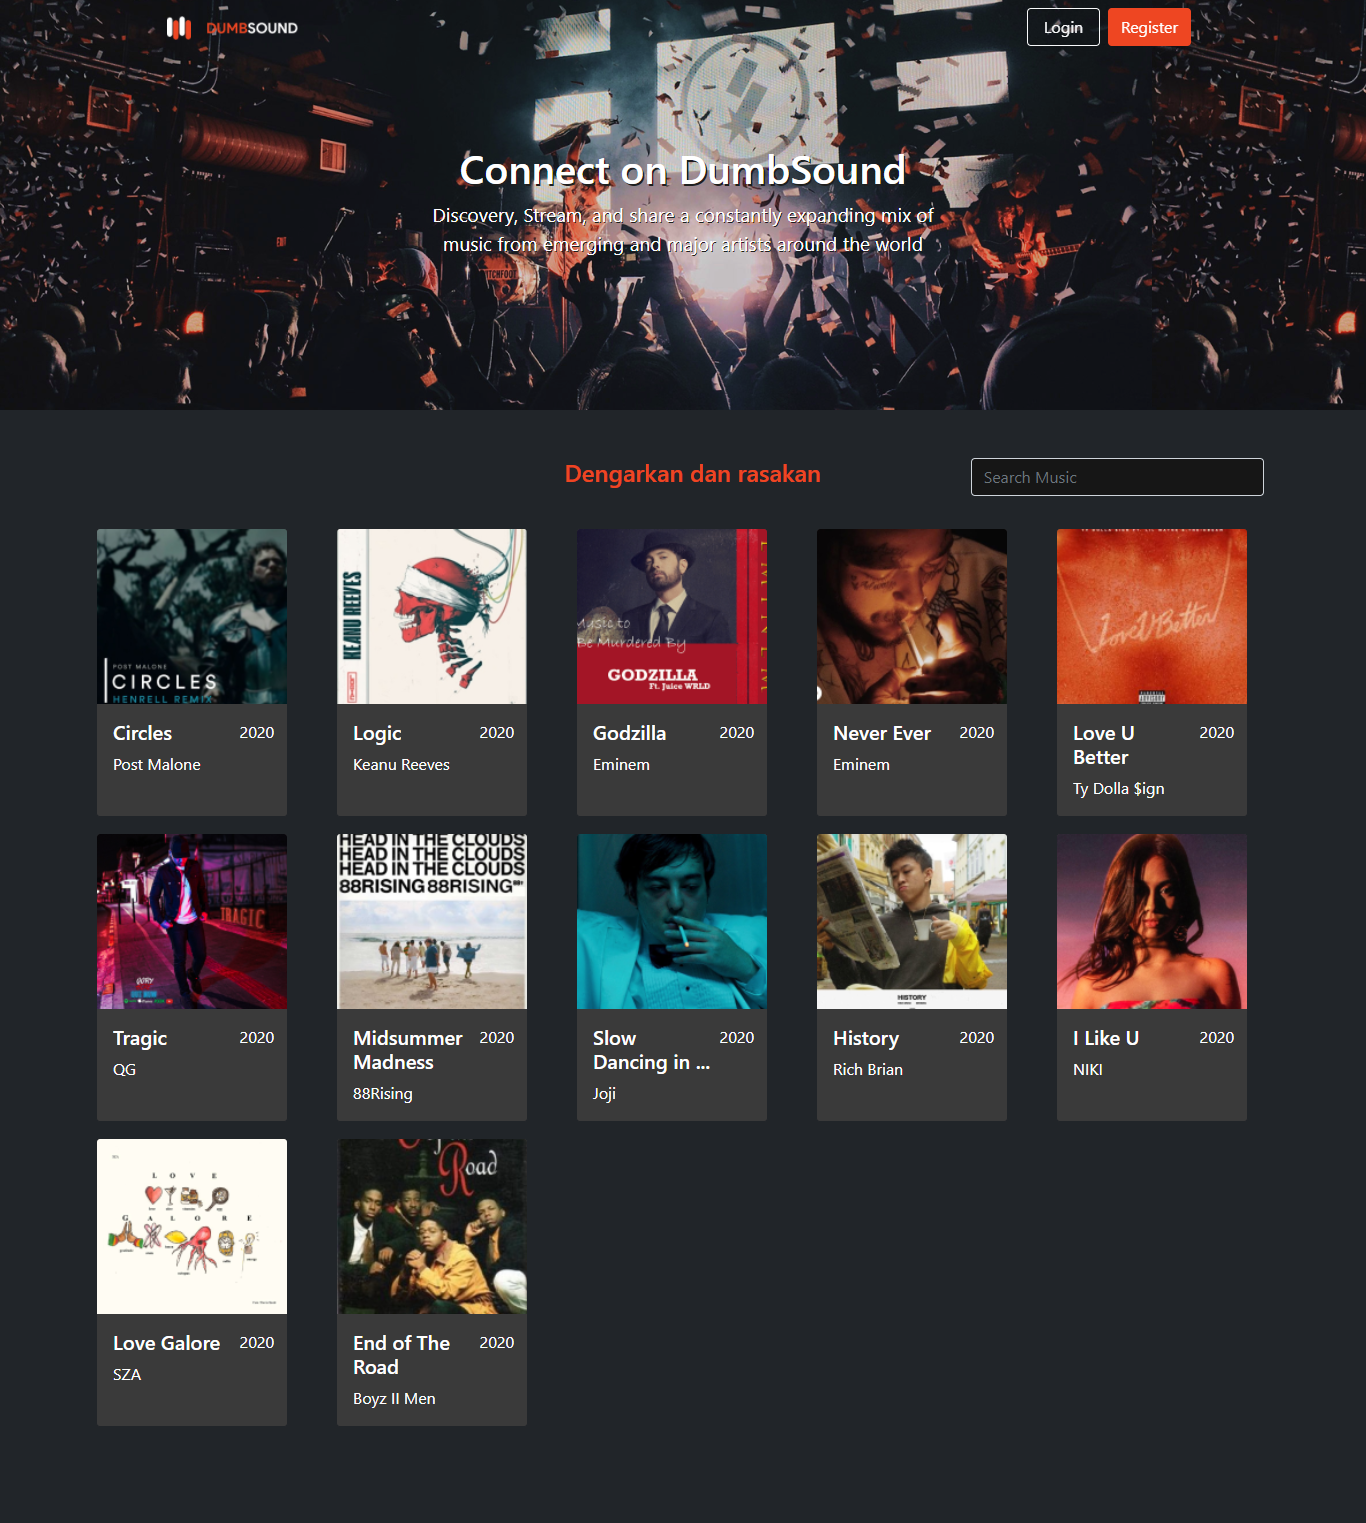 DUMBSOUND
Login
Register
Connect on DumbSound
Discovery, Stream, and share a constantly expanding mix of
music from emerging and major artists around the world
EXIT
Dengarkan dan rasakan
Search Music
POST MALONE
CIRCLES
HENRELL REMIX
Circles
2020
Post Malone
KEANU REEVES
Logic
2020
Keanu Reeves
Music to
Be Murdered By
GODZILLA
Ft. Juice WRLD
Godzilla
2020
Eminem
Never Ever
2020
Eminem
Love U Better
Love U
2020
Better
Ty Dolla $ign
TRAGIC
Tragic
2020
QG
HEAD IN THE CLOUDS
HEAD IN THE CLOUDS
HEAD IN THE CLOUDS
88RISING 88RISING
Midsummer
2020
Madness
88Rising
Slow
2020
Dancing in ...
Joji
HISTORY
History
2020
Rich Brian
I Like U
2020
NIKI
LOVE
GALORE
Love Galore
2020
SZA
Road
End of The
2020
Road
Boyz II Men